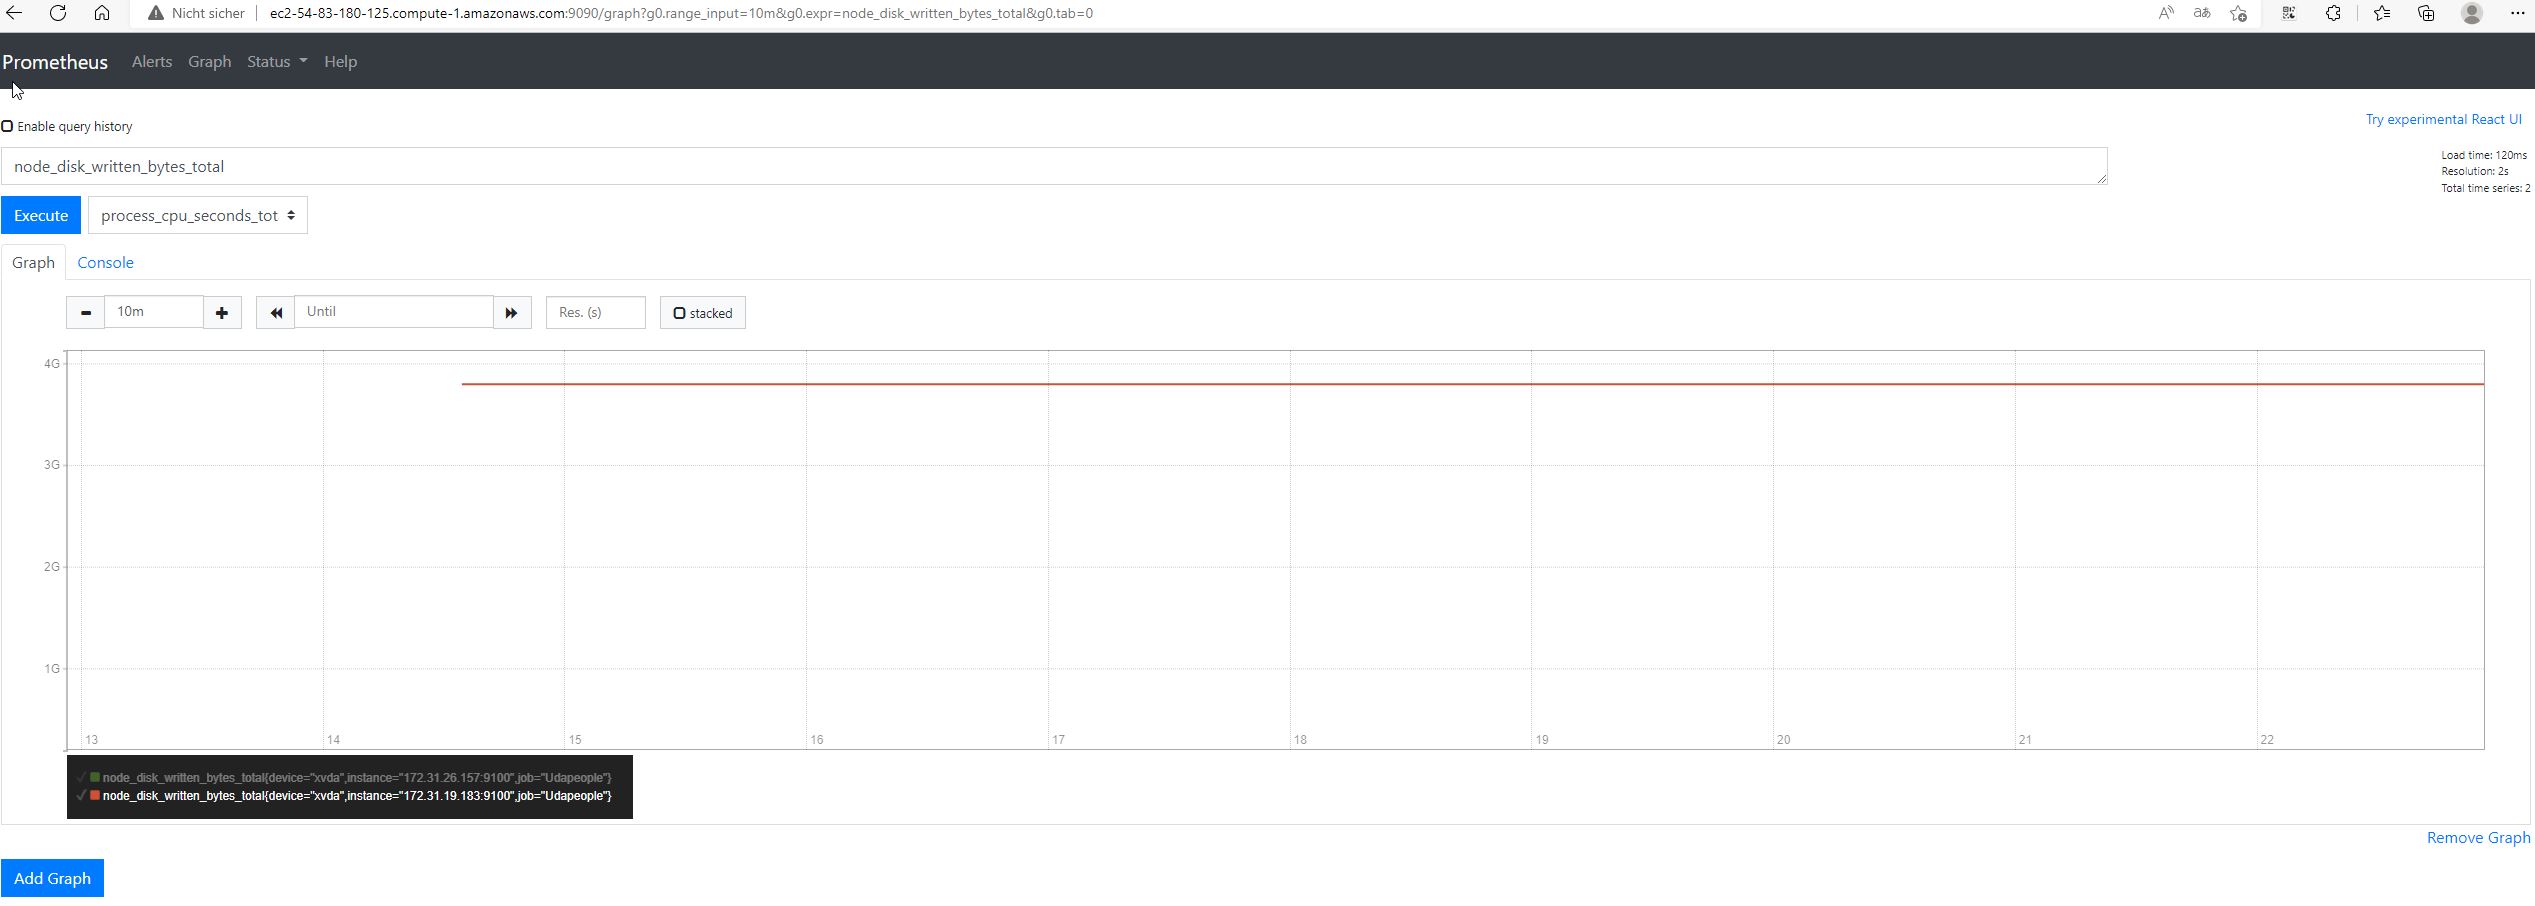 Nicht sicher ec2-54-83-180-125.compute-1.amazonaws.com:9090/graph?g0.range_input=10m&g0.expr=node_disk_written_bytes_total&g0.tab=0
Prometheus Alerts Graph Status Help
Enable query history
Try experimental React UI
node_disk_written_bytes_total
Load time: 120ms
Resolution: 2s
Total time series: 2
Execute process_cpu_seconds_tot
Graph Console
10m Until Res. (s) stacked
4G
3G
2G
1G
13 14 15 16 17 18 19 20 21 22
node_disk_written_bytes_total{device="xvda",instance="172.31.26.157:9100",job="Udapeople"}
node_disk_written_bytes_total{device="xvda",instance="172.31.19.183:9100",job="Udapeople"}
Remove Graph
Add Graph